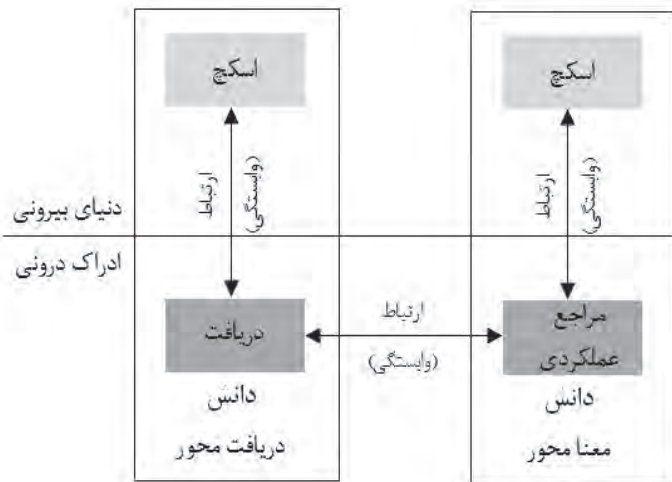 اسکچ
اسکچ
ارتباط
(وابستگی)
ارتباط
(وابستگی)
دنیای بیرونی
ادراک درونی
مراجع
عملکردی
ارتباط
(وابستگی)
دریافت
دانش
معنا محور
دانش
دریافت محور